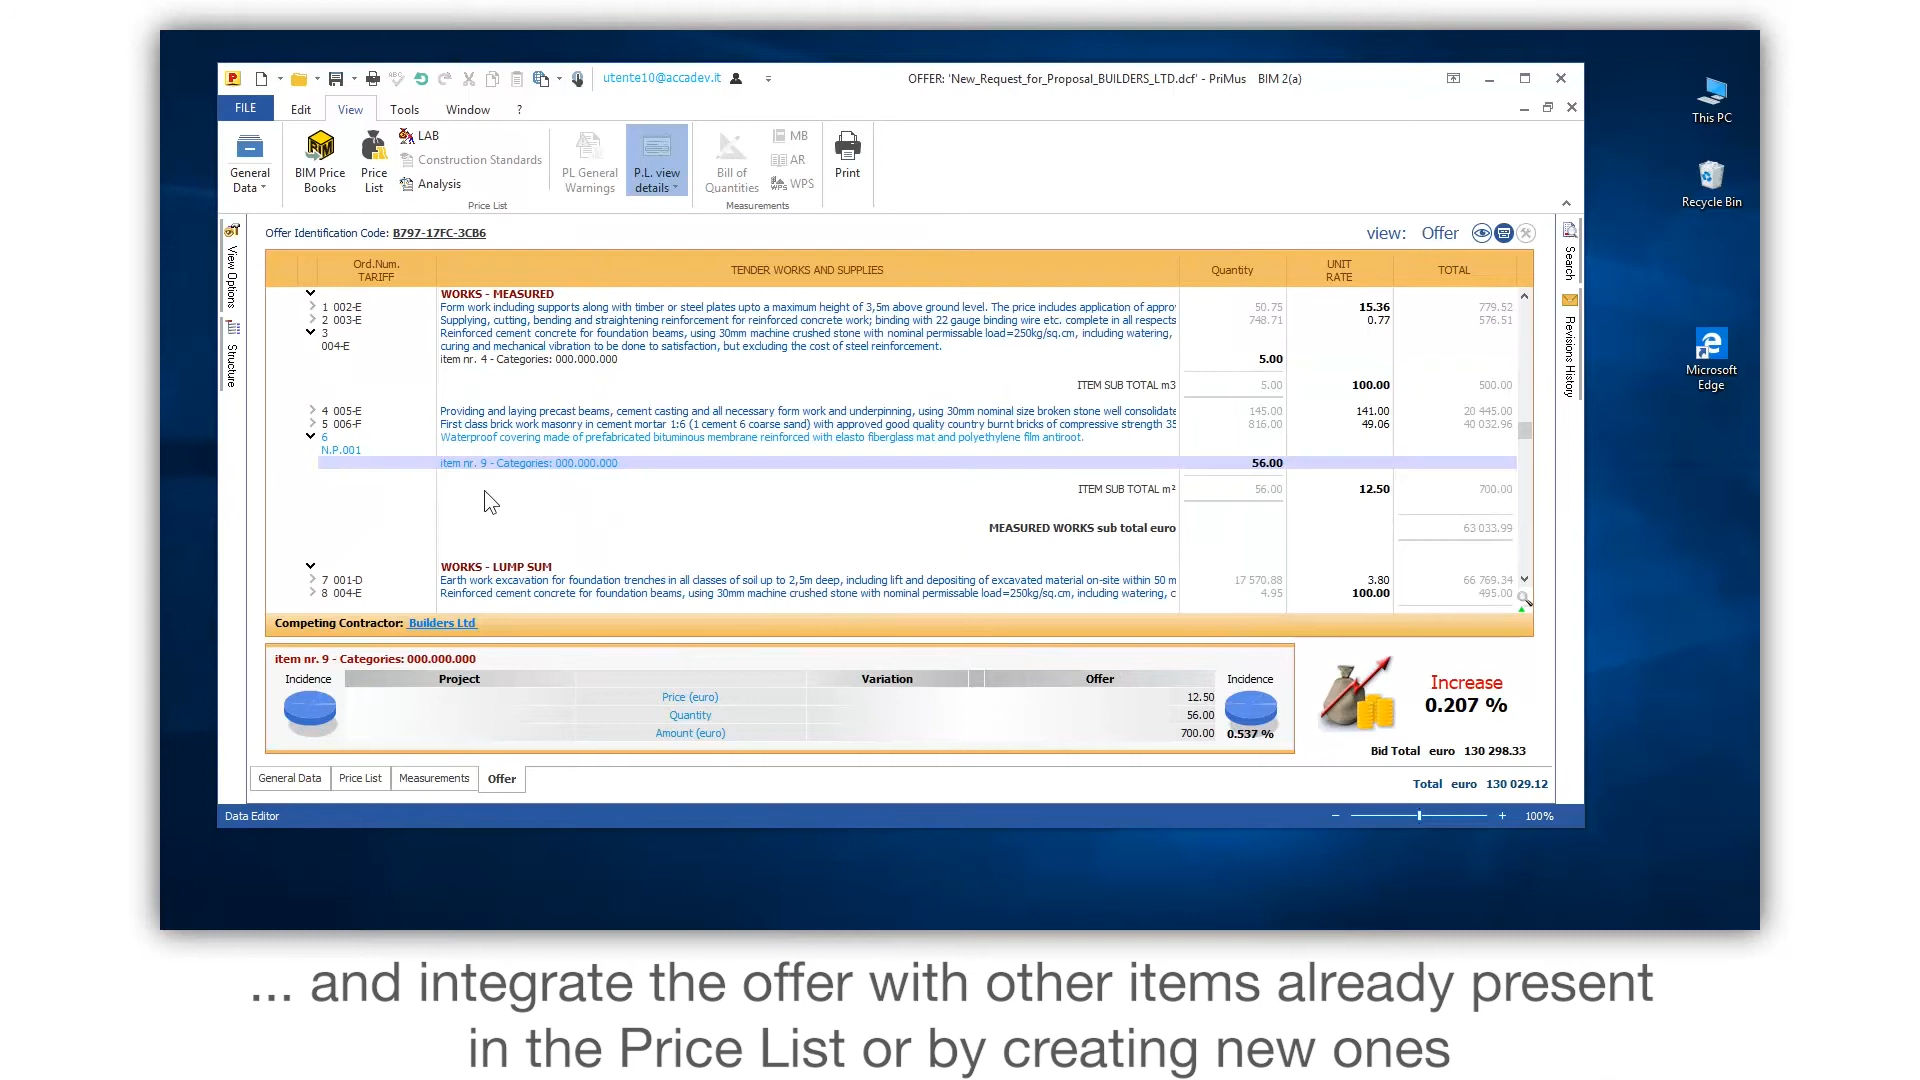 utente10@accadev.it
OFFER: 'New_Request_for_Proposal_BUILDERS_LTD.dcf' - PriMus BIM 2(a)
FILE Edit View Tools Window ?
General Data
BIM Price Books
Price List
LAB
Construction Standards
Analysis
Price List
PL General Warnings
P.L. view details
Bill of Quantities
MB
AR
WPS
Measurements
Print
This PC
Recycle Bin
Microsoft Edge
View Options
Structure
Search
Revisions History
Offer Identification Code: B797-17FC-3CB6
view: Offer
Ord.Num. TARIFF TENDER WORKS AND SUPPLIES Quantity UNIT RATE TOTAL
WORKS - MEASURED
1 002-E Form work including supports along with timber or steel plates upto a maximum height of 3,5m above ground level. The price includes application of appro 50.75 15.36 779.52
2 003-E Supplying, cutting, bending and straightening reinforcement for reinforced concrete work; binding with 22 gauge binding wire etc. complete in all respects 748.71 0.77 576.51
3 Reinforced cement concrete for foundation beams, using 30mm machine crushed stone with nominal permissable load=250kg/sq.cm, including watering,
004-E curing and mechanical vibration to be done to satisfaction, but excluding the cost of steel reinforcement.
item nr. 4 - Categories: 000.000.000 5.00
ITEM SUB TOTAL m3 5.00 100.00 500.00
4 005-E Providing and laying precast beams, cement casting and all necessary form work and underpinning, using 30mm nominal size broken stone well consolidate 145.00 141.00 20 445.00
5 006-F First class brick work masonry in cement mortar 1:6 (1 cement 6 coarse sand) with approved good quality country burnt bricks of compressive strength 35 816.00 49.06 40 032.96
6 Waterproof covering made of prefabricated bituminous membrane reinforced with elasto fiberglass mat and polyethylene film antiroot.
N.P.001
item nr. 9 - Categories: 000.000.000 56.00
ITEM SUB TOTAL m² 56.00 12.50 700.00
MEASURED WORKS sub total euro 63 033,99
WORKS - LUMP SUM
7 001-D Earth work excavation for foundation trenches in all classes of soil up to 2,5m deep, including lift and depositing of excavated material on-site within 50 m 17 570.88 3.80 66 769.34
8 004-E Reinforced cement concrete for foundation beams, using 30mm machine crushed stone with nominal permissable load=250kg/sq.cm, including watering, c 4.95 100.00 495.00
Competing Contractor: Builders Ltd
item nr. 9 - Categories: 000.000.000
Incidence Project Variation Offer Incidence
Price (euro) 12.50
Quantity 56.00
Amount (euro) 700.00 0.537 %
Increase
0.207 %
Bid Total euro 130 298.33
General Data Price List Measurements Offer
Total euro 130 029.12
Data Editor
100%
... and integrate the offer with other items already present
in the Price List or by creating new ones